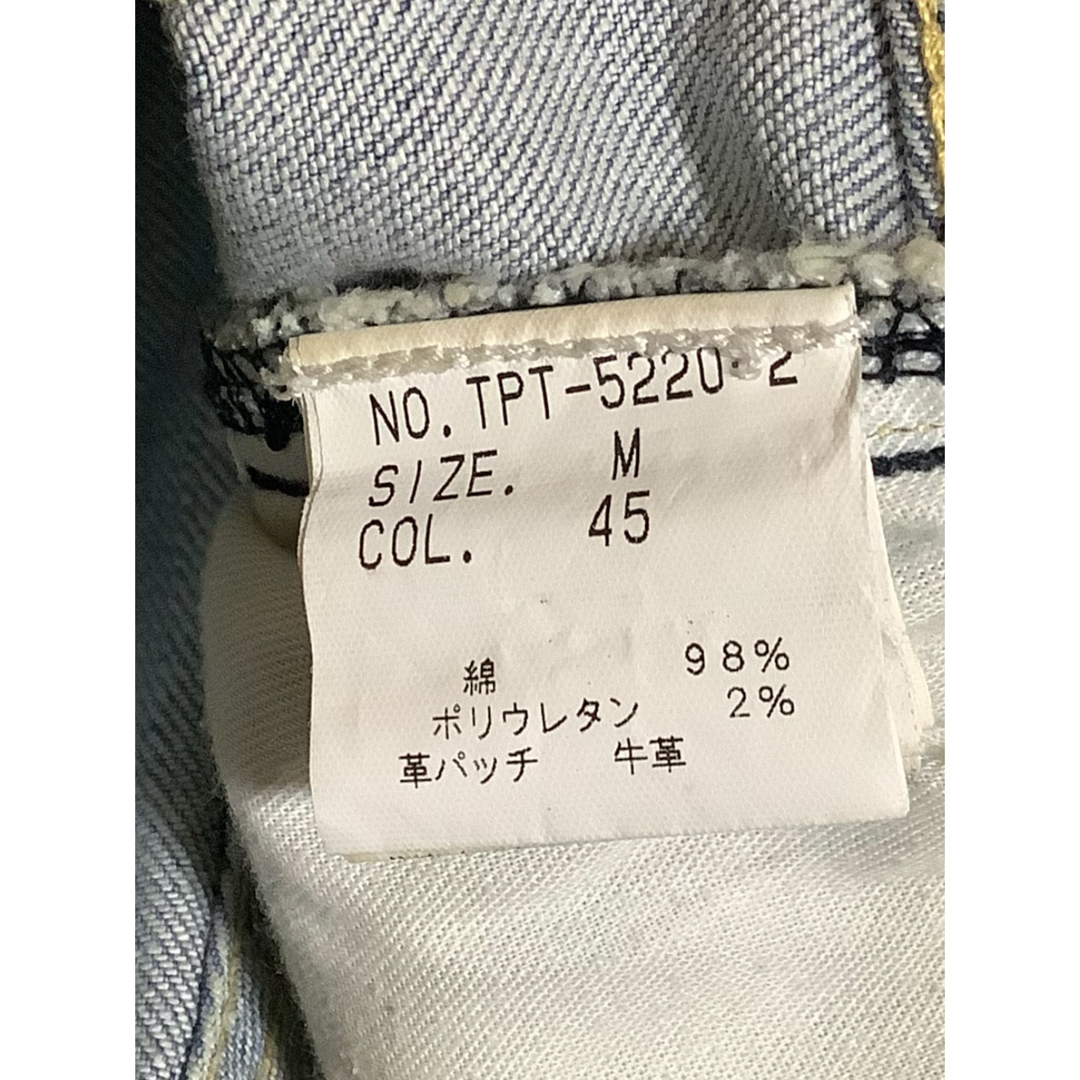 NO. TPT-5220-2
SIZE. M
COL. 45
綿 98%
ポリウレタン 2%
革パッチ 牛革